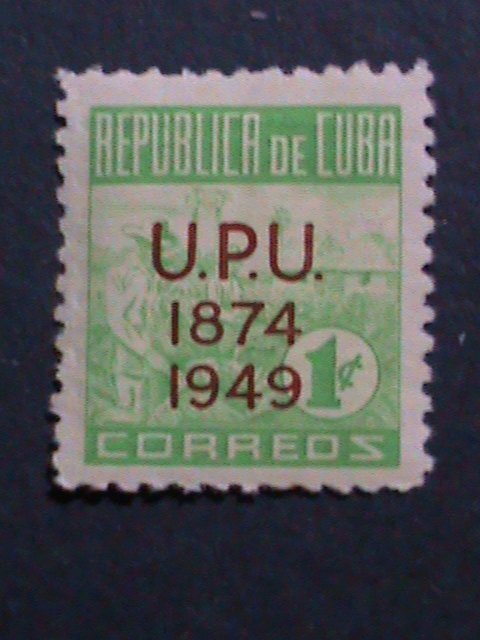 REPUBLICA DE CUBA
U.P.U.
1874
1949
1¢
CORREOS